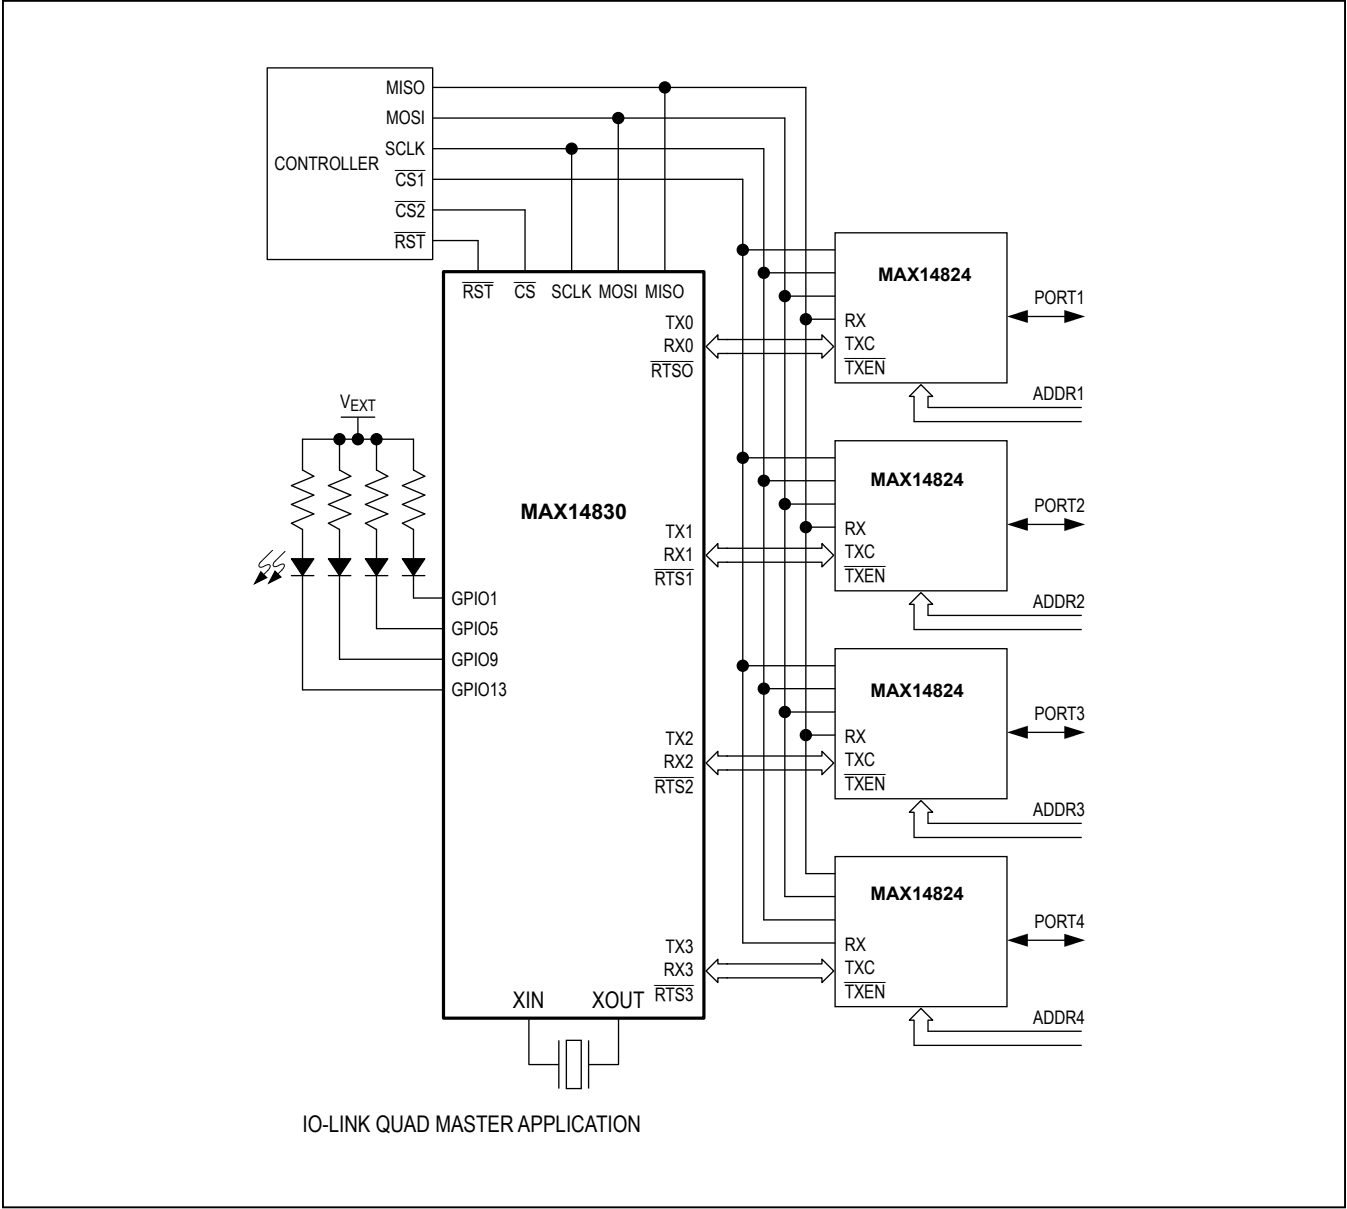 MISO
MOSI
SCLK
CONTROLLER
CS1
CS2
RST
RST CS SCLK MOSI MISO
MAX14824
PORT1
TX0
RX0
RTSO
RX
TXC
TXEN
ADDR1
VEXT
MAX14830
MAX14824
PORT2
TX1
RX1
RTS1
RX
TXC
TXEN
ADDR2
GPIO1
GPIO5
GPIO9
GPIO13
MAX14824
PORT3
TX2
RX2
RTS2
RX
TXC
TXEN
ADDR3
MAX14824
PORT4
TX3
RX3
RTS3
RX
TXC
TXEN
XIN XOUT
ADDR4
IO-LINK QUAD MASTER APPLICATION